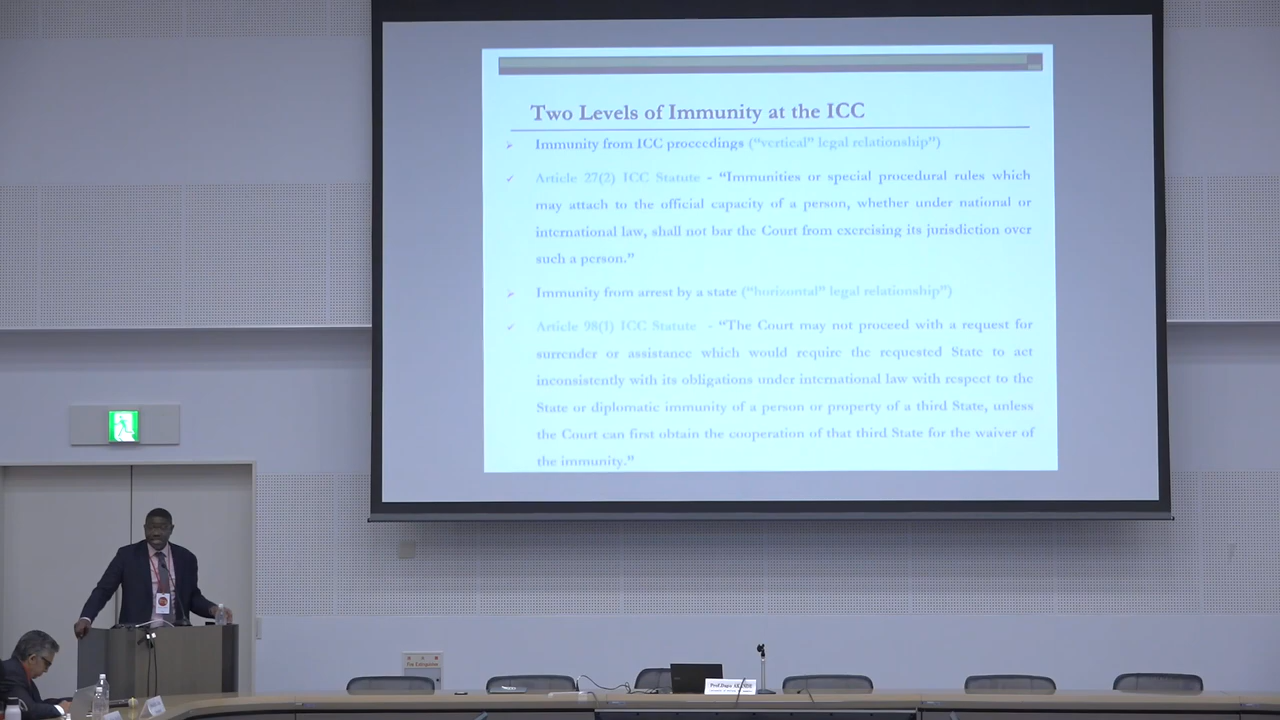 Two Levels of Immunity at the ICC
➢ Immunity from ICC proceedings (“vertical” legal relationship”)
✓ Article 27(2) ICC Statute - “Immunities or special procedural rules which
may attach to the official capacity of a person, whether under national or
international law, shall not bar the Court from exercising its jurisdiction over
such a person.”
➢ Immunity from arrest by a state (“horizontal” legal relationship”)
✓ Article 98(1) ICC Statute - “The Court may not proceed with a request for
surrender or assistance which would require the requested State to act
inconsistently with its obligations under international law with respect to the
State or diplomatic immunity of a person or property of a third State, unless
the Court can first obtain the cooperation of that third State for the waiver of
the immunity.”
Fire Extinguisher
Prof.Dapo AKANDE